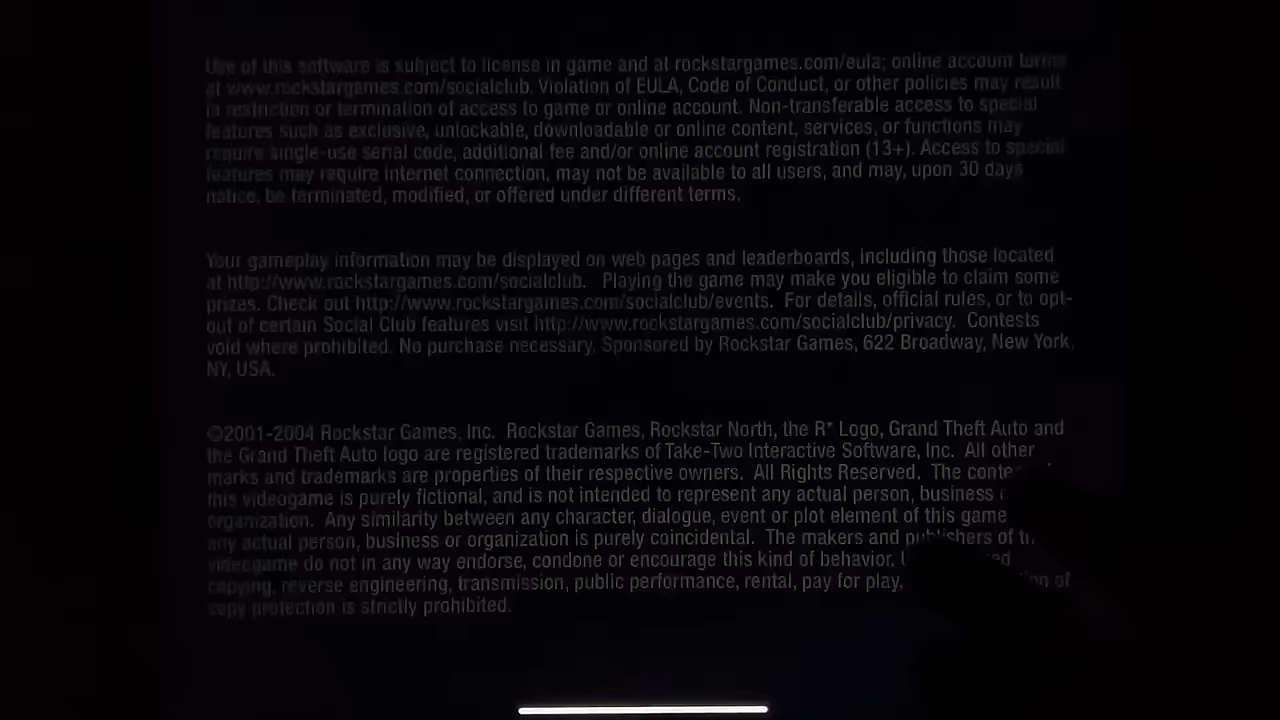 Use of this software is subject to license in game and at rockstargames.com/eula; online account terms
at www.rockstargames.com/socialclub. Violation of EULA, Code of Conduct, or other policies may result
in restriction or termination of access to game or online account. Non-transferable access to special
features such as exclusive, unlockable, downloadable or online content, services, or functions may
require single-use serial code, additional fee and/or online account registration (13+). Access to special
features may require internet connection, may not be available to all users, and may, upon 30 days
notice, be terminated, modified, or offered under different terms.
Your gameplay information may be displayed on web pages and leaderboards, including those located
at http://www.rockstargames.com/socialclub. Playing the game may make you eligible to claim some
prizes. Check out http://www.rockstargames.com/socialclub/events. For details, official rules, or to opt-
out of certain Social Club features visit http://www.rockstargames.com/socialclub/privacy. Contests
void where prohibited. No purchase necessary. Sponsored by Rockstar Games, 622 Broadway, New York,
NY, USA.
©2001-2004 Rockstar Games, Inc. Rockstar Games, Rockstar North, the R* Logo, Grand Theft Auto and
the Grand Theft Auto logo are registered trademarks of Take-Two Interactive Software, Inc. All other
marks and trademarks are properties of their respective owners. All Rights Reserved. The
this videogame is purely fictional, and is not intended to represent any actual person, business
organization. Any similarity between any character, dialogue, event or plot element of this game
any actual person, business or organization is purely coincidental. The makers and publishers of
videogame do not in any way endorse, condone or encourage this kind of behavior.
copying, reverse engineering, transmission, public performance, rental, pay for play, of
copy protection is strictly prohibited.